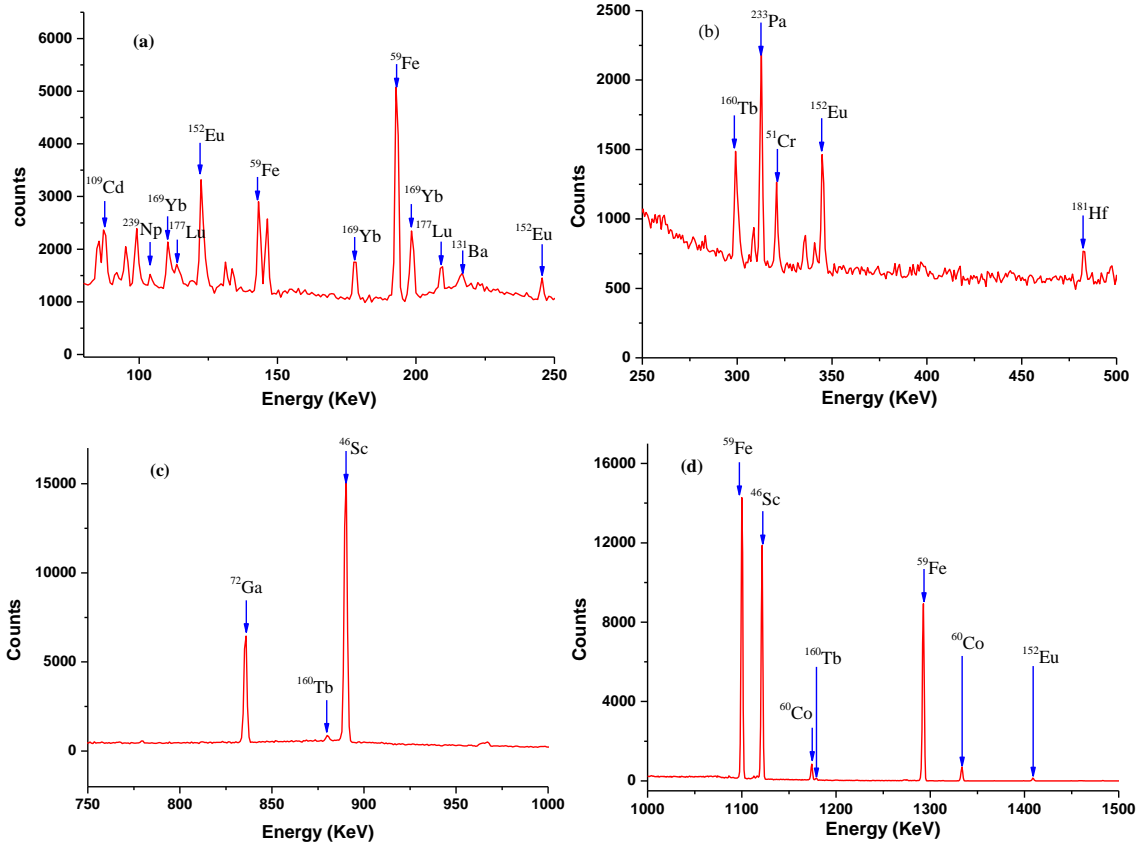 (a)
6000
5000
4000
3000
2000
1000
0
counts
100
150
200
250
Energy (KeV)
¹⁰⁹Cd
²³⁹Np
¹⁶⁹Yb
¹⁷⁷Lu
¹⁵²Eu
⁵⁹Fe
¹⁶⁹Yb
⁵⁹Fe
¹⁶⁹Yb
¹⁷⁷Lu
¹³¹Ba
¹⁵²Eu
(b)
2500
2000
1500
1000
500
0
Counts
250
300
350
400
450
500
Energy (KeV)
¹⁶⁰Tb
²³³Pa
⁵¹Cr
¹⁵²Eu
¹⁸¹Hf
(c)
15000
10000
5000
0
Counts
750
800
850
900
950
1000
Energy (KeV)
⁷²Ga
¹⁶⁰Tb
⁴⁶Sc
(d)
16000
12000
8000
4000
0
Counts
1000
1100
1200
1300
1400
1500
Energy (KeV)
⁵⁹Fe
⁴⁶Sc
⁶⁰Co
¹⁶⁰Tb
⁵⁹Fe
⁶⁰Co
¹⁵²Eu